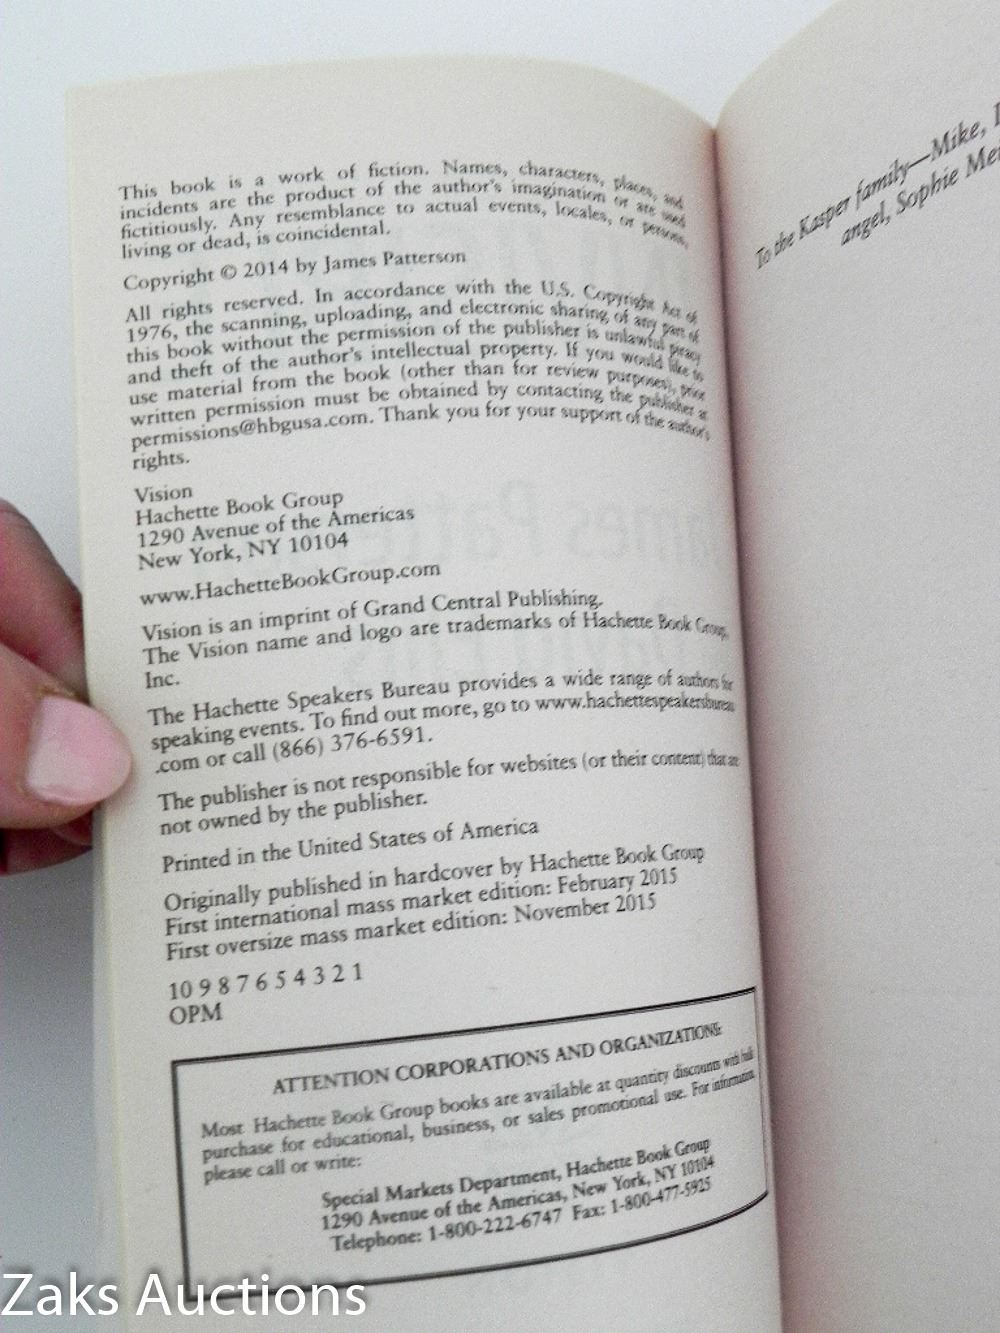 This book is a work of fiction. Names, characters, places, and
incidents are the product of the author's imagination or are used
fictitiously. Any resemblance to actual events, locales, or persons,
living or dead, is coincidental.
Copyright © 2014 by James Patterson
All rights reserved. In accordance with the U.S. Copyright Act of
1976, the scanning, uploading, and electronic sharing of any part of
this book without the permission of the publisher is unlawful piracy
and theft of the author's intellectual property. If you would like to
use material from the book (other than for review purposes), prior
written permission must be obtained by contacting the publisher at
permissions@hbgusa.com. Thank you for your support of the author's
rights.
Vision
Hachette Book Group
1290 Avenue of the Americas
New York, NY 10104
www.HachetteBookGroup.com
Vision is an imprint of Grand Central Publishing.
The Vision name and logo are trademarks of Hachette Book Group,
Inc.
The Hachette Speakers Bureau provides a wide range of authors for
speaking events. To find out more, go to www.hachettespeakersbureau
.com or call (866) 376-6591.
The publisher is not responsible for websites (or their content) that are
not owned by the publisher.
Printed in the United States of America
Originally published in hardcover by Hachette Book Group
First international mass market edition: February 2015
First oversize mass market edition: November 2015
10 9 8 7 6 5 4 3 2 1
OPM
ATTENTION CORPORATIONS AND ORGANIZATIONS:
Most Hachette Book Group books are available at quantity discounts with bulk
purchase for educational, business, or sales promotional use. For information,
please call or write:
Special Markets Department, Hachette Book Group
1290 Avenue of the Americas, New York, NY 10104
Telephone: 1-800-222-6747 Fax: 1-800-477-5925
To the Kasper family—Mike,
angel, Sophie
Zaks Auctions